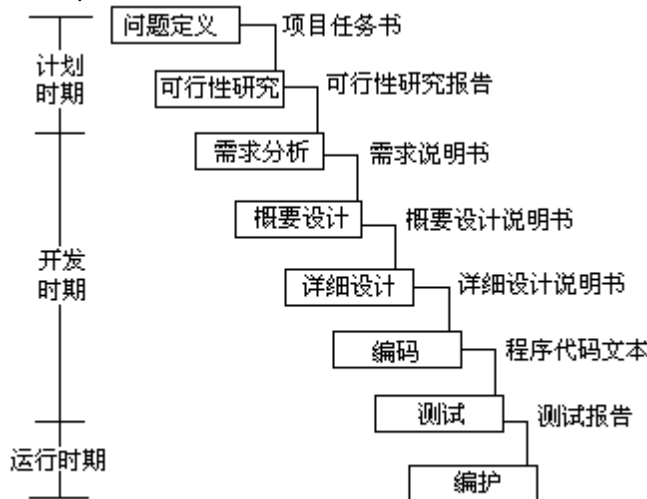 问题定义
项目任务书
计划
时期
可行性研究
可行性研究报告
需求分析
需求说明书
概要设计
概要设计说明书
开发
时期
详细设计
详细设计说明书
编码
程序代码文本
测试
测试报告
运行时期
编护